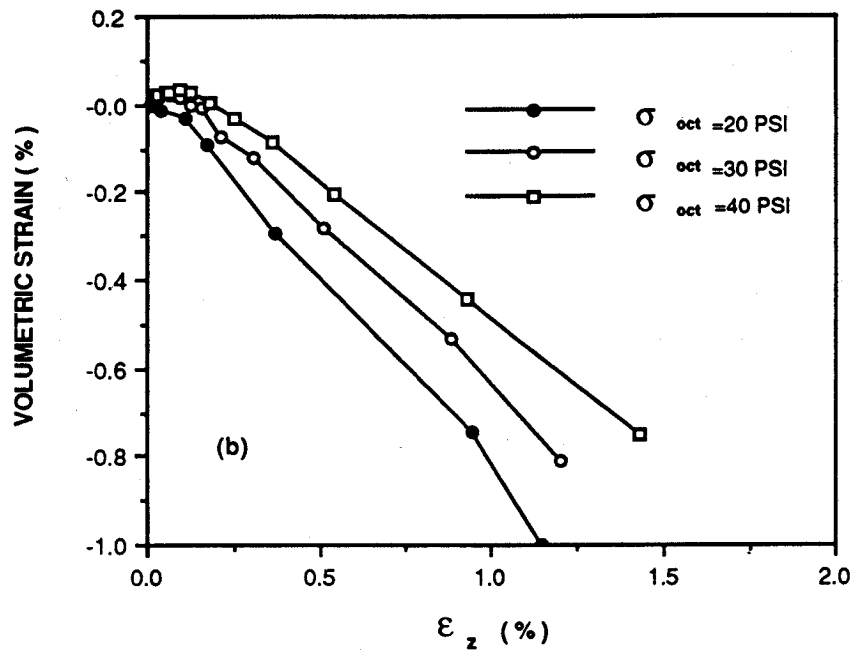 0.2
-0.0
-0.2
-0.4
-0.6
-0.8
-1.0
VOLUMETRIC STRAIN (%)
σ oct =20 PSI
σ oct =30 PSI
σ oct =40 PSI
(b)
0.0 0.5 1.0 1.5 2.0
ε z (%)